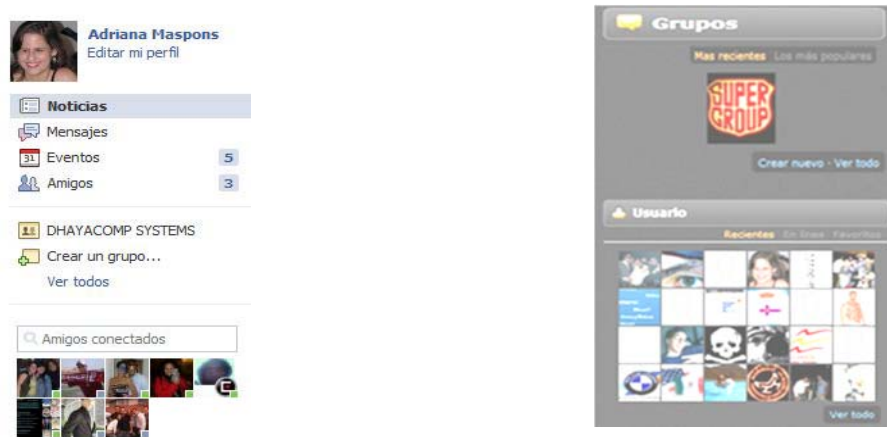 Adriana Maspons
Editar mi perfil
Noticias
Mensajes
31 Eventos 5
Amigos 3
DHAYACOMP SYSTEMS
Crear un grupo...
Ver todos
Amigos conectados
Grupos
Mas recientes Los más populares
SUPER
GROUP
Crear nuevo - Ver todo
Usuario
Recientes En línea Favoritos
Ver todo